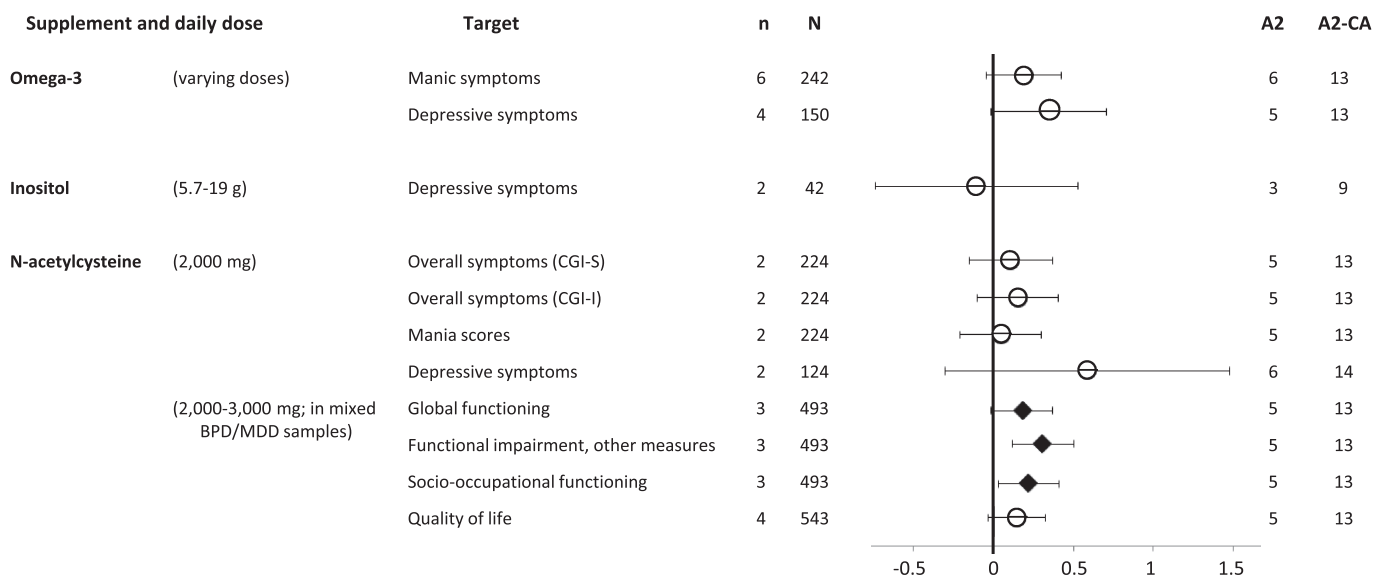 Supplement and daily dose Target n N A2 A2-CA
Omega-3 (varying doses) Manic symptoms 6 242 6 13
Depressive symptoms 4 150 5 13
Inositol (5.7-19 g) Depressive symptoms 2 42 3 9
N-acetylcysteine (2,000 mg) Overall symptoms (CGI-S) 2 224 5 13
Overall symptoms (CGI-I) 2 224 5 13
Mania scores 2 224 5 13
Depressive symptoms 2 124 6 14
(2,000-3,000 mg; in mixed Global functioning 3 493 5 13
BPD/MDD samples)
Functional impairment, other measures 3 493 5 13
Socio-occupational functioning 3 493 5 13
Quality of life 4 543 5 13
-0.5 0 0.5 1 1.5